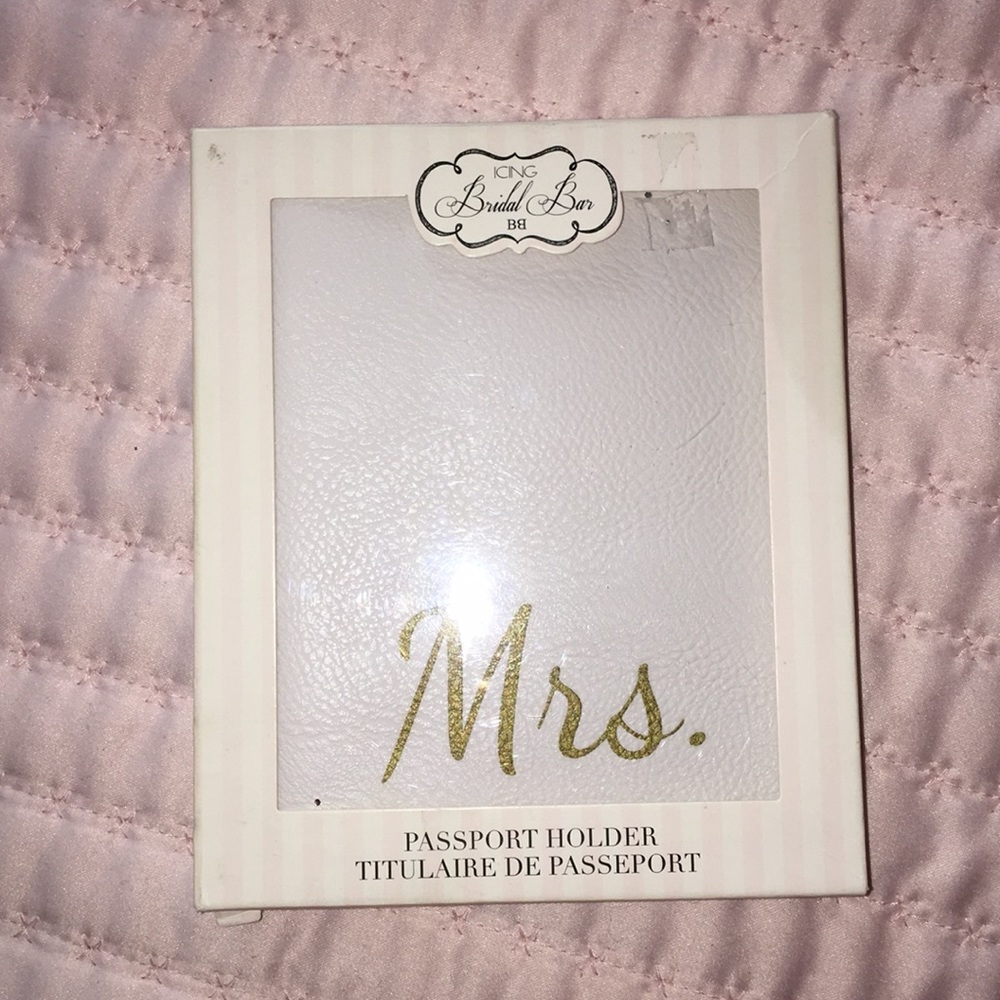 ICING
Bridal Bar
BB
Mrs.
PASSPORT HOLDER
TITULAIRE DE PASSEPORT